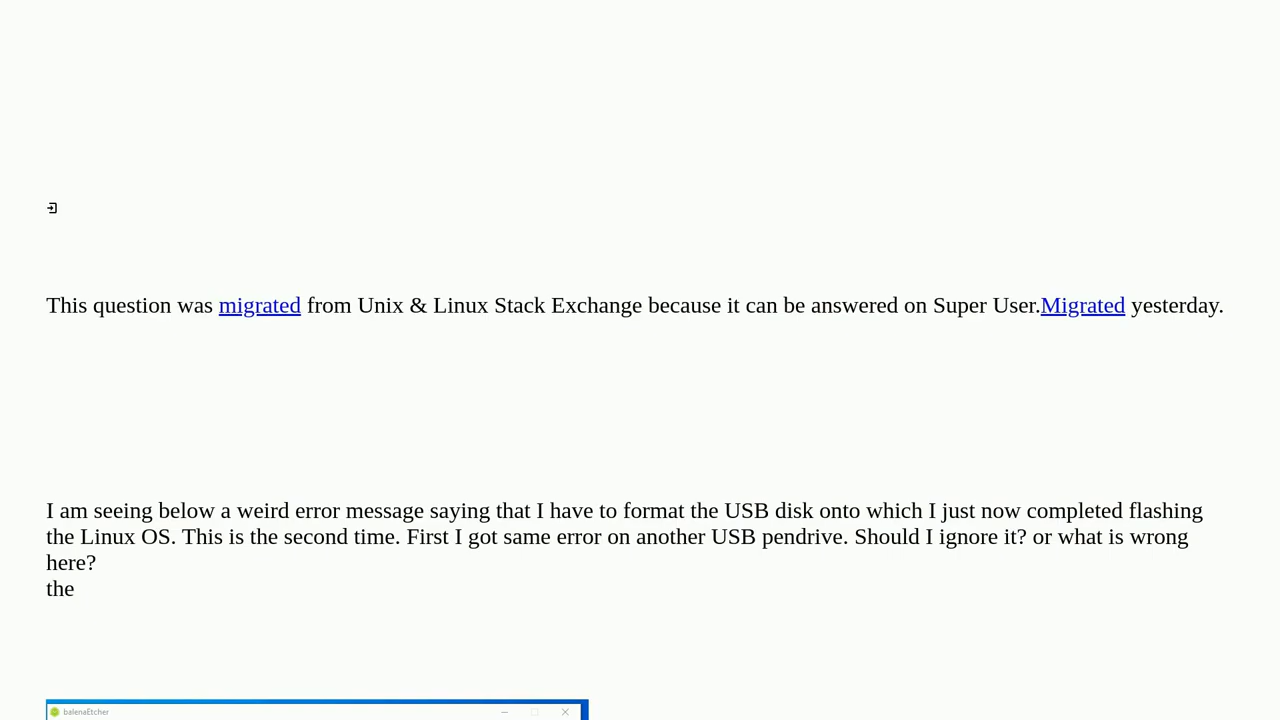 This question was migrated from Unix & Linux Stack Exchange because it can be answered on Super User.Migrated yesterday.
I am seeing below a weird error message saying that I have to format the USB disk onto which I just now completed flashing
the Linux OS. This is the second time. First I got same error on another USB pendrive. Should I ignore it? or what is wrong
here?
the
balenaEtcher